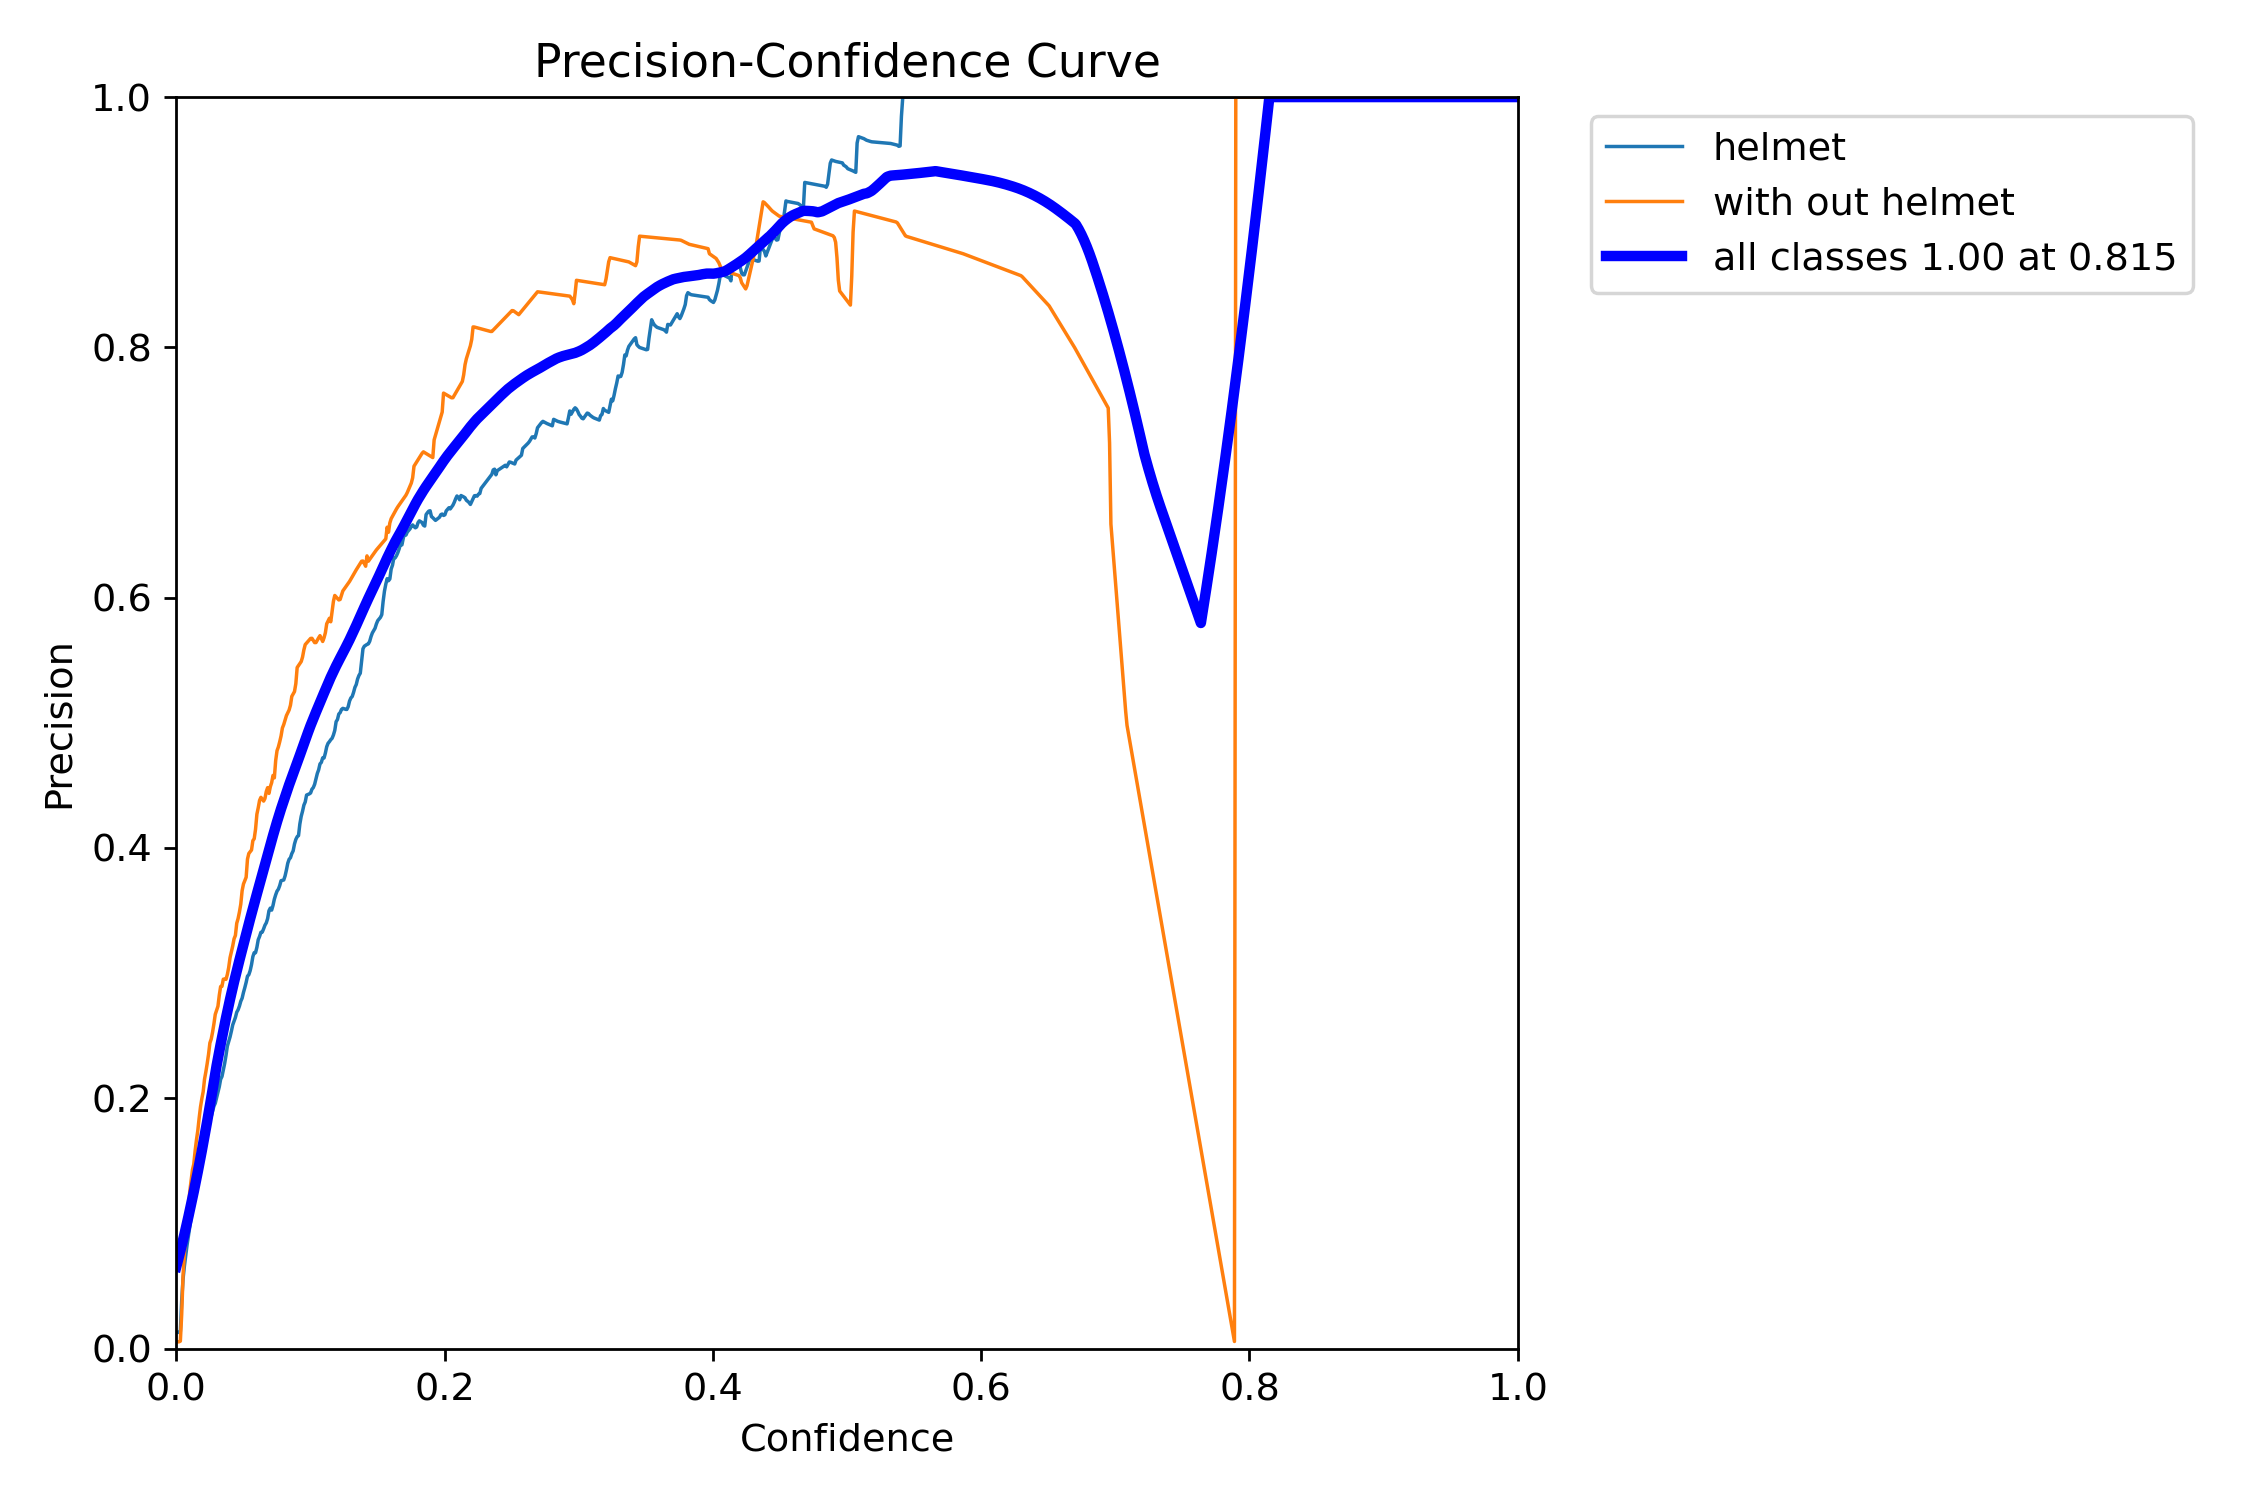 Precision-Confidence Curve
1.0
0.8
0.6
0.4
0.2
0.0
Precision
0.0 0.2 0.4 0.6 0.8 1.0
Confidence
helmet
with out helmet
all classes 1.00 at 0.815